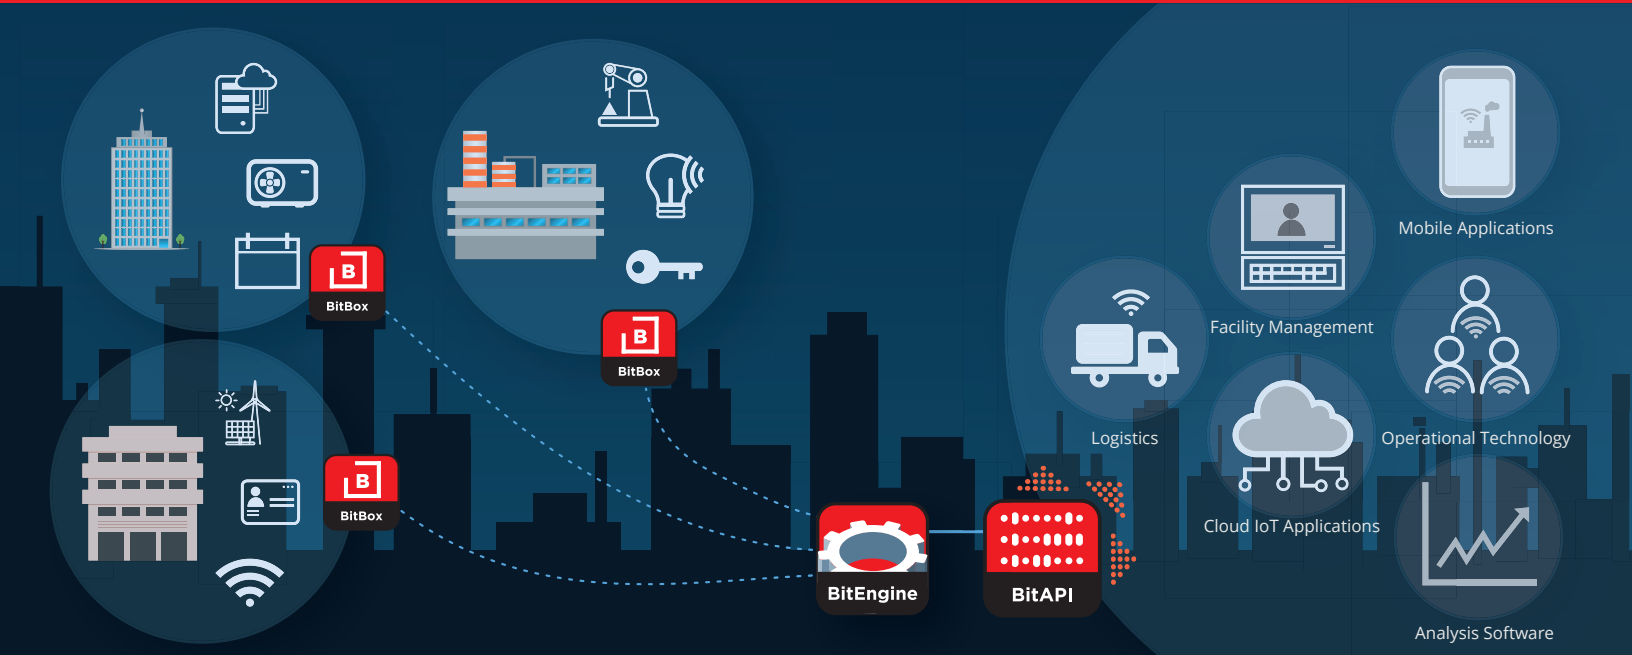 B
BitBox
B
BitBox
B
BitBox
BitEngine
BitAPI
Mobile Applications
Facility Management
Logistics
Operational Technology
Cloud IoT Applications
Analysis Software